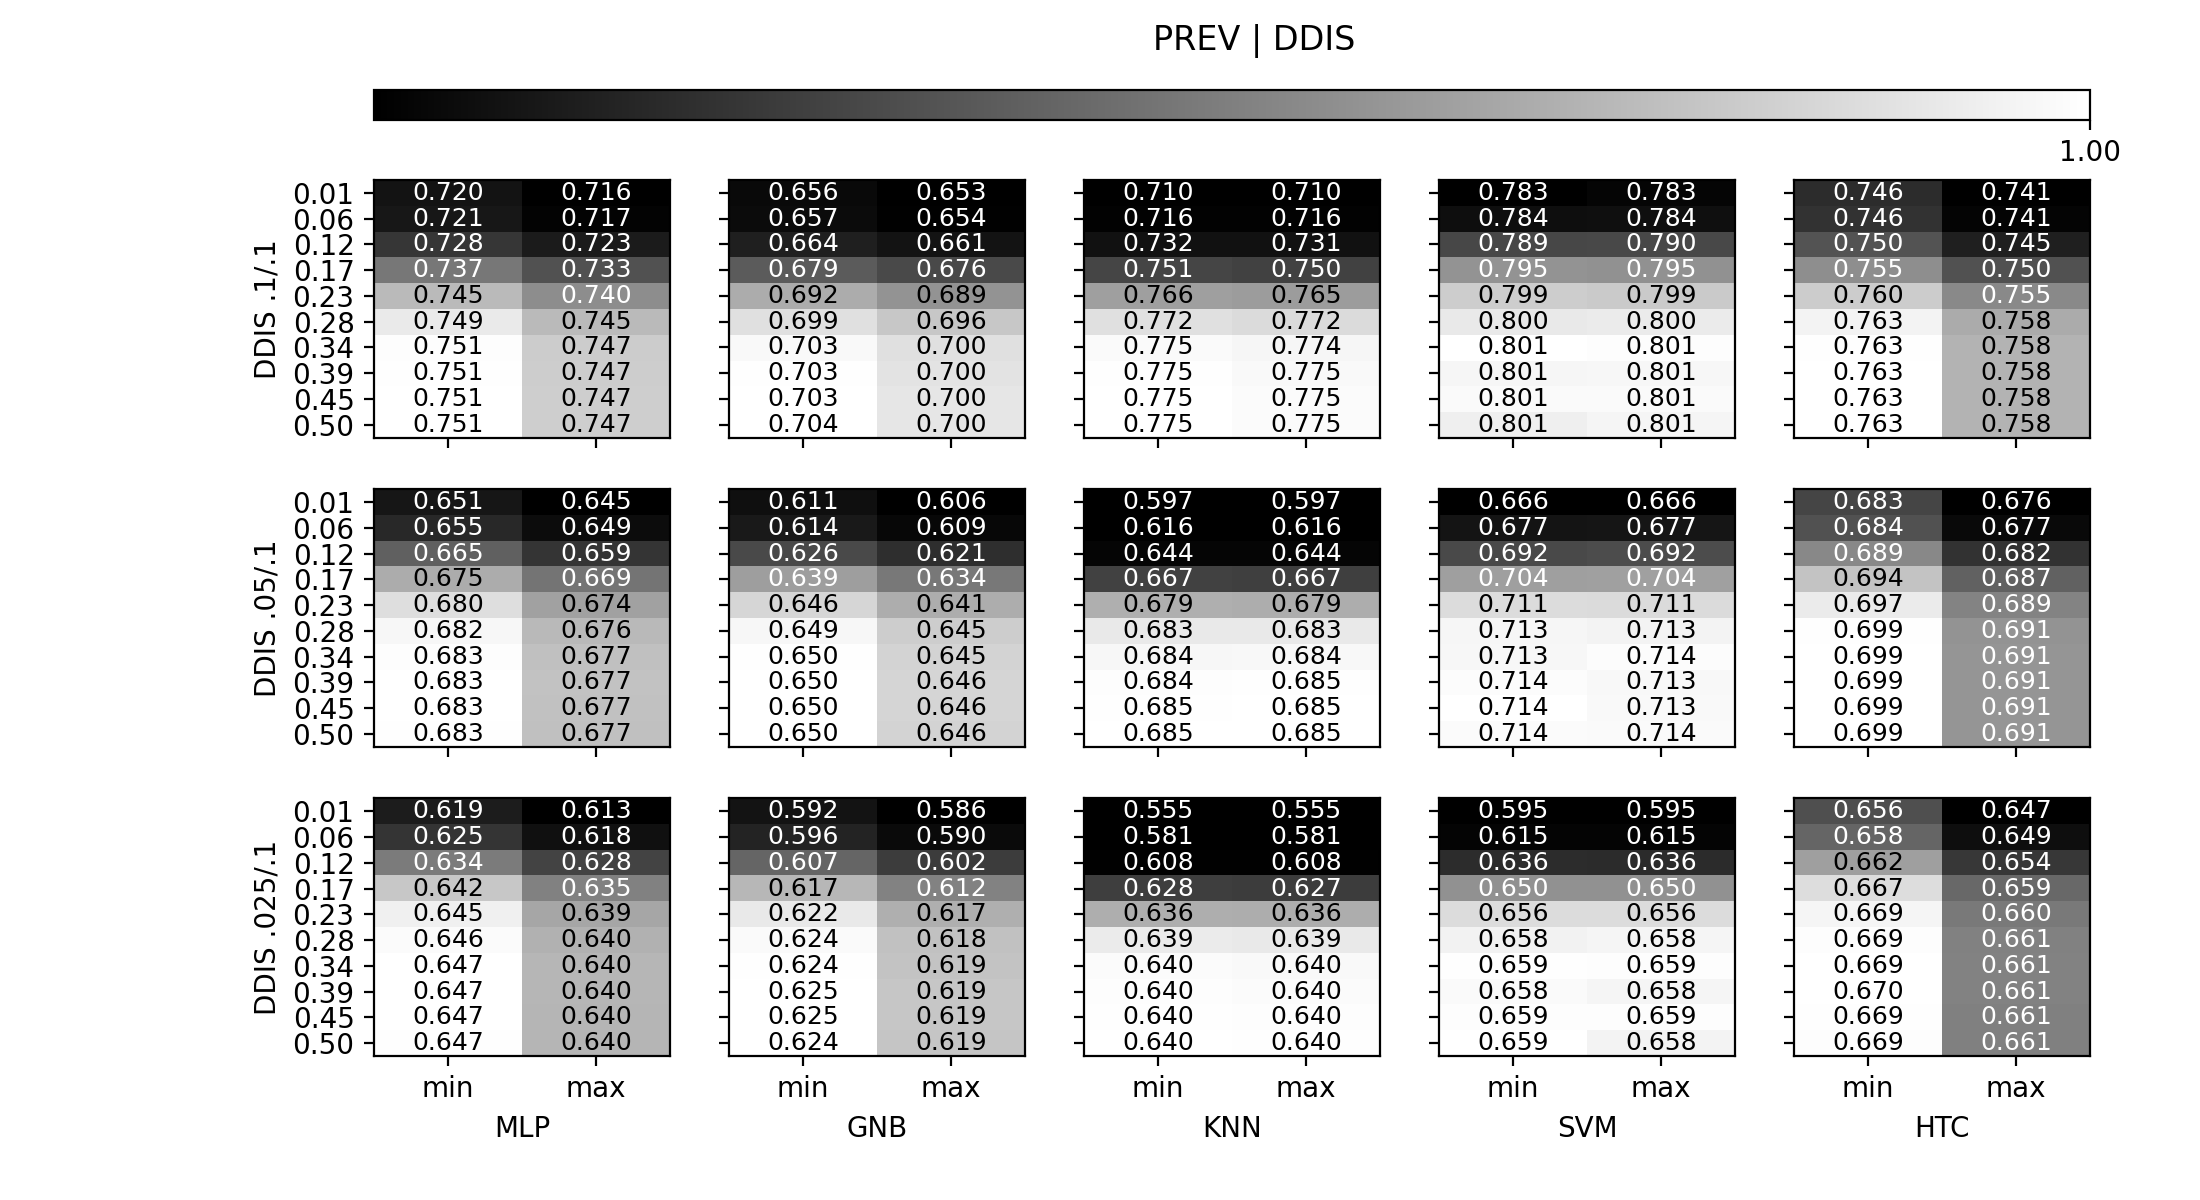 PREV | DDIS
1.00
DDIS .1/.1
0.01 0.720 0.716 0.656 0.653 0.710 0.710 0.783 0.783 0.746 0.741
0.06 0.721 0.717 0.657 0.654 0.716 0.716 0.784 0.784 0.746 0.741
0.12 0.728 0.723 0.664 0.661 0.732 0.731 0.789 0.790 0.750 0.745
0.17 0.737 0.733 0.679 0.676 0.751 0.750 0.795 0.795 0.755 0.750
0.23 0.745 0.740 0.692 0.689 0.766 0.765 0.799 0.799 0.760 0.755
0.28 0.749 0.745 0.699 0.696 0.772 0.772 0.800 0.800 0.763 0.758
0.34 0.751 0.747 0.703 0.700 0.775 0.774 0.801 0.801 0.763 0.758
0.39 0.751 0.747 0.703 0.700 0.775 0.775 0.801 0.801 0.763 0.758
0.45 0.751 0.747 0.703 0.700 0.775 0.775 0.801 0.801 0.763 0.758
0.50 0.751 0.747 0.704 0.700 0.775 0.775 0.801 0.801 0.763 0.758
DDIS .05/.1
0.01 0.651 0.645 0.611 0.606 0.597 0.597 0.666 0.666 0.683 0.676
0.06 0.655 0.649 0.614 0.609 0.616 0.616 0.677 0.677 0.684 0.677
0.12 0.665 0.659 0.626 0.621 0.644 0.644 0.692 0.692 0.689 0.682
0.17 0.675 0.669 0.639 0.634 0.667 0.667 0.704 0.704 0.694 0.687
0.23 0.680 0.674 0.646 0.641 0.679 0.679 0.711 0.711 0.697 0.689
0.28 0.682 0.676 0.649 0.645 0.683 0.683 0.713 0.713 0.699 0.691
0.34 0.683 0.677 0.650 0.645 0.684 0.684 0.713 0.714 0.699 0.691
0.39 0.683 0.677 0.650 0.646 0.684 0.685 0.714 0.713 0.699 0.691
0.45 0.683 0.677 0.650 0.646 0.685 0.685 0.714 0.713 0.699 0.691
0.50 0.683 0.677 0.650 0.646 0.685 0.685 0.714 0.714 0.699 0.691
DDIS .025/.1
0.01 0.619 0.613 0.592 0.586 0.555 0.555 0.595 0.595 0.656 0.647
0.06 0.625 0.618 0.596 0.590 0.581 0.581 0.615 0.615 0.658 0.649
0.12 0.634 0.628 0.607 0.602 0.608 0.608 0.636 0.636 0.662 0.654
0.17 0.642 0.635 0.617 0.612 0.628 0.627 0.650 0.650 0.667 0.659
0.23 0.645 0.639 0.622 0.617 0.636 0.636 0.656 0.656 0.669 0.660
0.28 0.646 0.640 0.624 0.618 0.639 0.639 0.658 0.658 0.669 0.661
0.34 0.647 0.640 0.624 0.619 0.640 0.640 0.659 0.659 0.669 0.661
0.39 0.647 0.640 0.625 0.619 0.640 0.640 0.658 0.658 0.670 0.661
0.45 0.647 0.640 0.625 0.619 0.640 0.640 0.659 0.659 0.669 0.661
0.50 0.647 0.640 0.624 0.619 0.640 0.640 0.659 0.658 0.669 0.661
min max min max min max min max min max
MLP GNB KNN SVM HTC